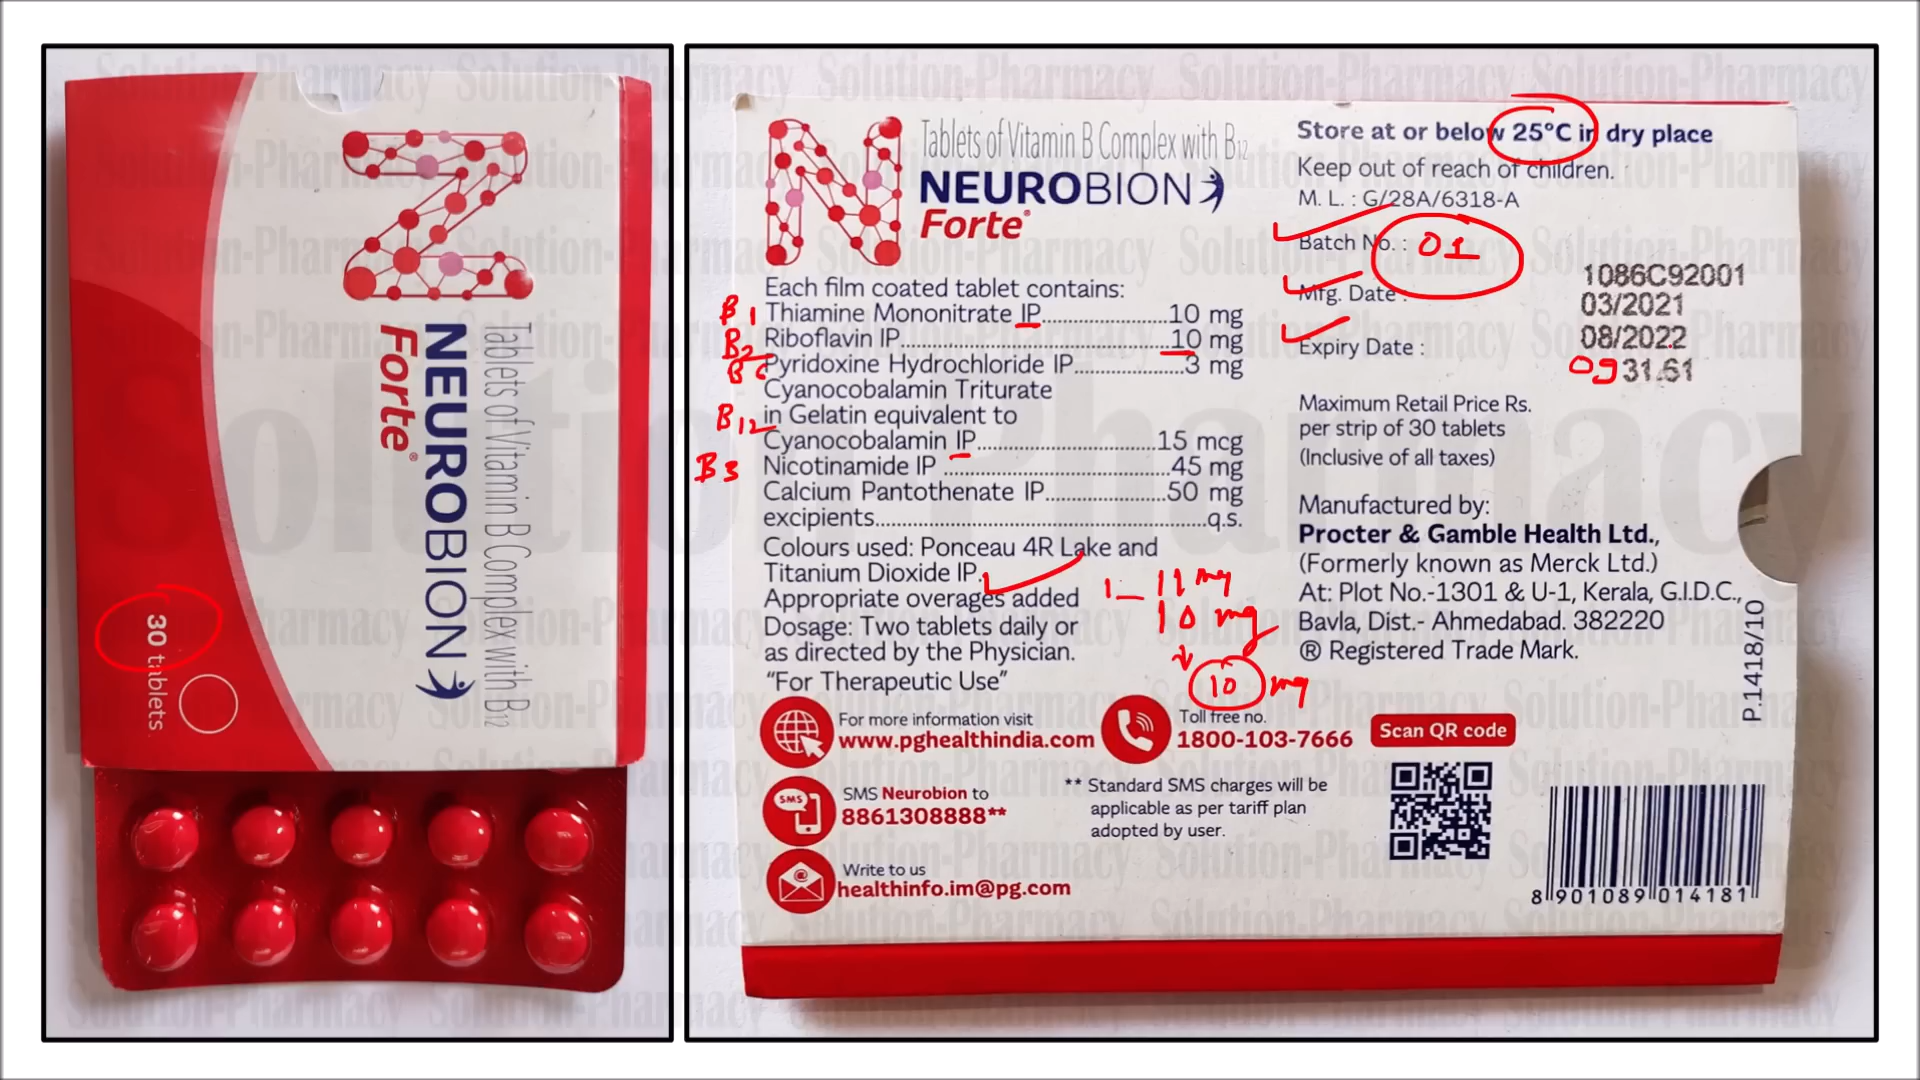 Tablets of Vitamin B Complex with B12
NEUROBION
Forte®
30 tablets.
Tablets of Vitamin B Complex with B12
NEUROBION
Forte®
Each film coated tablet contains:
B1 Thiamine Mononitrate IP....................10 mg
B2 Riboflavin IP..........................................10 mg
B6 Pyridoxine Hydrochloride IP.................3 mg
Cyanocobalamin Triturate
B12 in Gelatin equivalent to
Cyanocobalamin IP............................15 mcg
B3 Nicotinamide IP ...................................45 mg
Calcium Pantothenate IP...................50 mg
excipients....................................................q.s.
Colours used: Ponceau 4R Lake and
Titanium Dioxide IP.
Appropriate overages added
Dosage: Two tablets daily or
as directed by the Physician.
"For Therapeutic Use"
1_ 11 mg
10 mg
10 mg
Store at or below 25°C in dry place
Keep out of reach of children.
M. L. : G/28A/6318-A
Batch No. : 01
1086C92001
Mfg. Date :
03/2021
Expiry Date :
08/2022
09 31.61
Maximum Retail Price Rs.
per strip of 30 tablets
(Inclusive of all taxes)
Manufactured by:
Procter & Gamble Health Ltd.,
(Formerly known as Merck Ltd.)
At: Plot No.-1301 & U-1, Kerala, G.I.D.C.,
Bavla, Dist.- Ahmedabad. 382220
® Registered Trade Mark.
P.1418/10
For more information visit
www.pghealthindia.com
Toll free no.
1800-103-7666
Scan QR code
SMS
SMS Neurobion to
8861308888**
** Standard SMS charges will be
applicable as per tariff plan
adopted by user.
Write to us
healthinfo.im@pg.com
8 901089 014181
Solution-Pharmacy